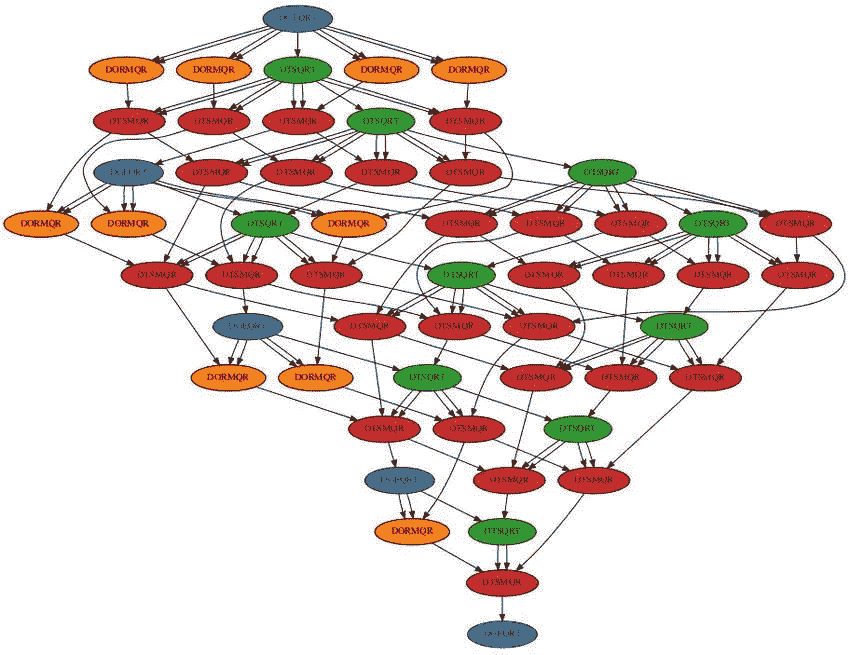 DGEQRT
DORMQR DORMQR DTSQRT DORMQR DORMQR
DTSMQR DTSMQR DTSMQR DTSQRT DTSMQR
DGEQRT DTSMQR DTSMQR DTSMQR DTSMQR DTSQRT
DORMQR DORMQR DTSQRT DORMQR DTSMQR DTSMQR DTSMQR DTSQRT DTSMQR
DTSMQR DTSMQR DTSMQR DTSQRT DTSMQR DTSMQR DTSMQR DTSMQR
DGEQRT DTSMQR DTSMQR DTSMQR DTSQRT
DORMQR DORMQR DTSQRT DTSMQR DTSMQR DTSMQR
DTSMQR DTSMQR DTSQRT
DGEQRT DTSMQR DTSMQR
DORMQR DTSQRT
DTSMQR
DGEQRT